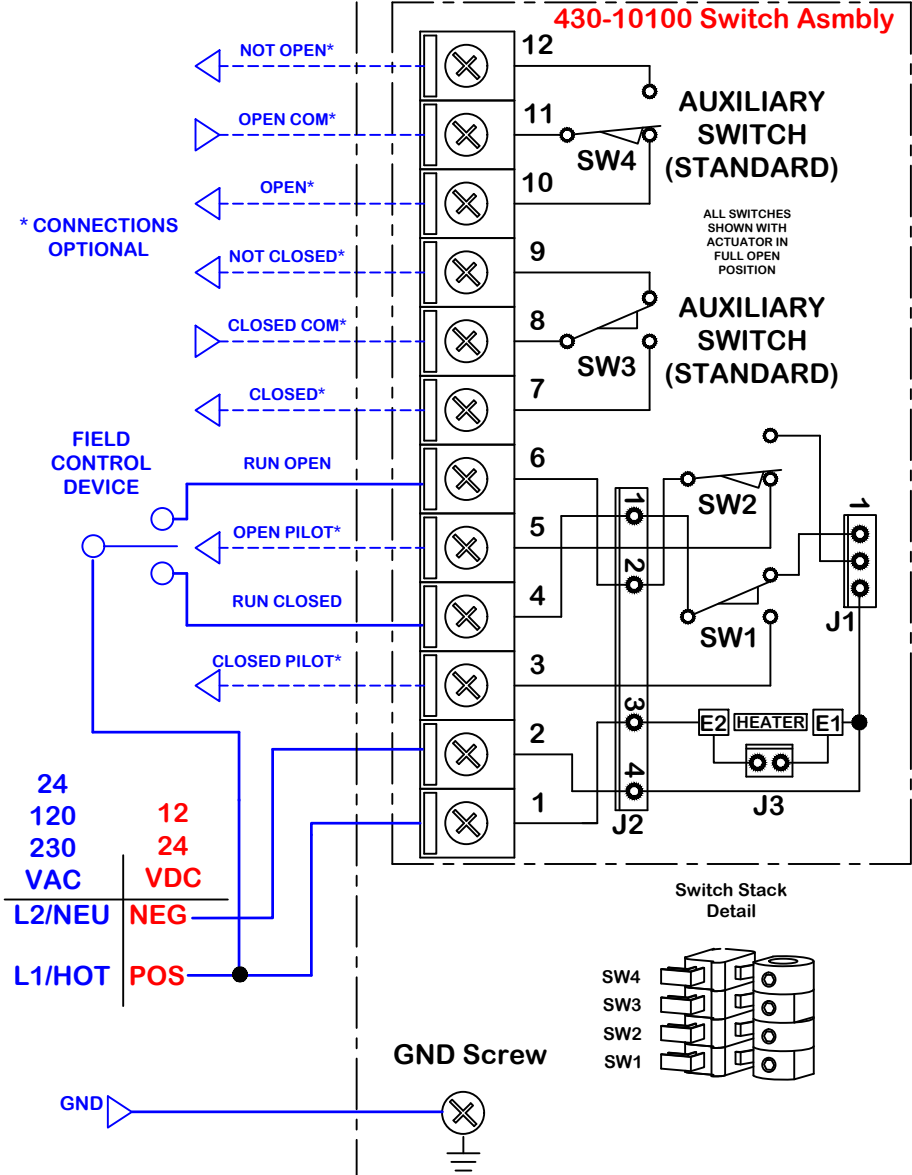 430-10100 Switch Asmbly
NOT OPEN*
12
OPEN COM*
11
SW4
AUXILIARY
SWITCH
(STANDARD)
OPEN*
10
* CONNECTIONS
OPTIONAL
ALL SWITCHES
SHOWN WITH
ACTUATOR IN
FULL OPEN
POSITION
NOT CLOSED*
9
CLOSED COM*
8
SW3
AUXILIARY
SWITCH
(STANDARD)
CLOSED*
7
FIELD
CONTROL
DEVICE
RUN OPEN
6
OPEN PILOT*
5
RUN CLOSED
4
CLOSED PILOT*
3
2
1
1
2
3
4
J2
SW2
SW1
1
J1
E2
HEATER
E1
J3
24
120
230
VAC
12
24
VDC
L2/NEU
NEG
L1/HOT
POS
Switch Stack
Detail
SW4
SW3
SW2
SW1
GND Screw
GND